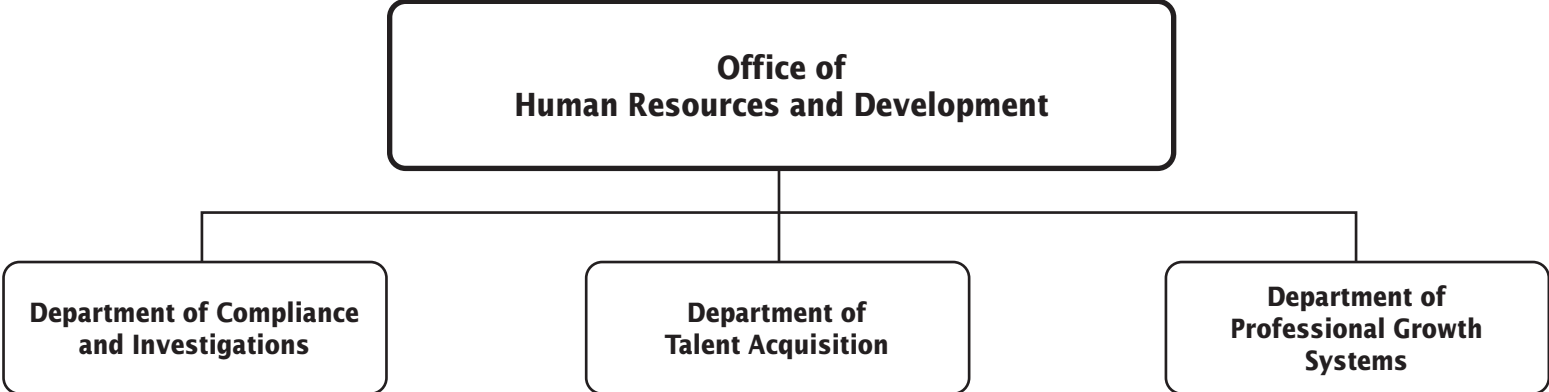 Office of
Human Resources and Development
Department of Compliance
and Investigations
Department of
Talent Acquisition
Department of
Professional Growth
Systems